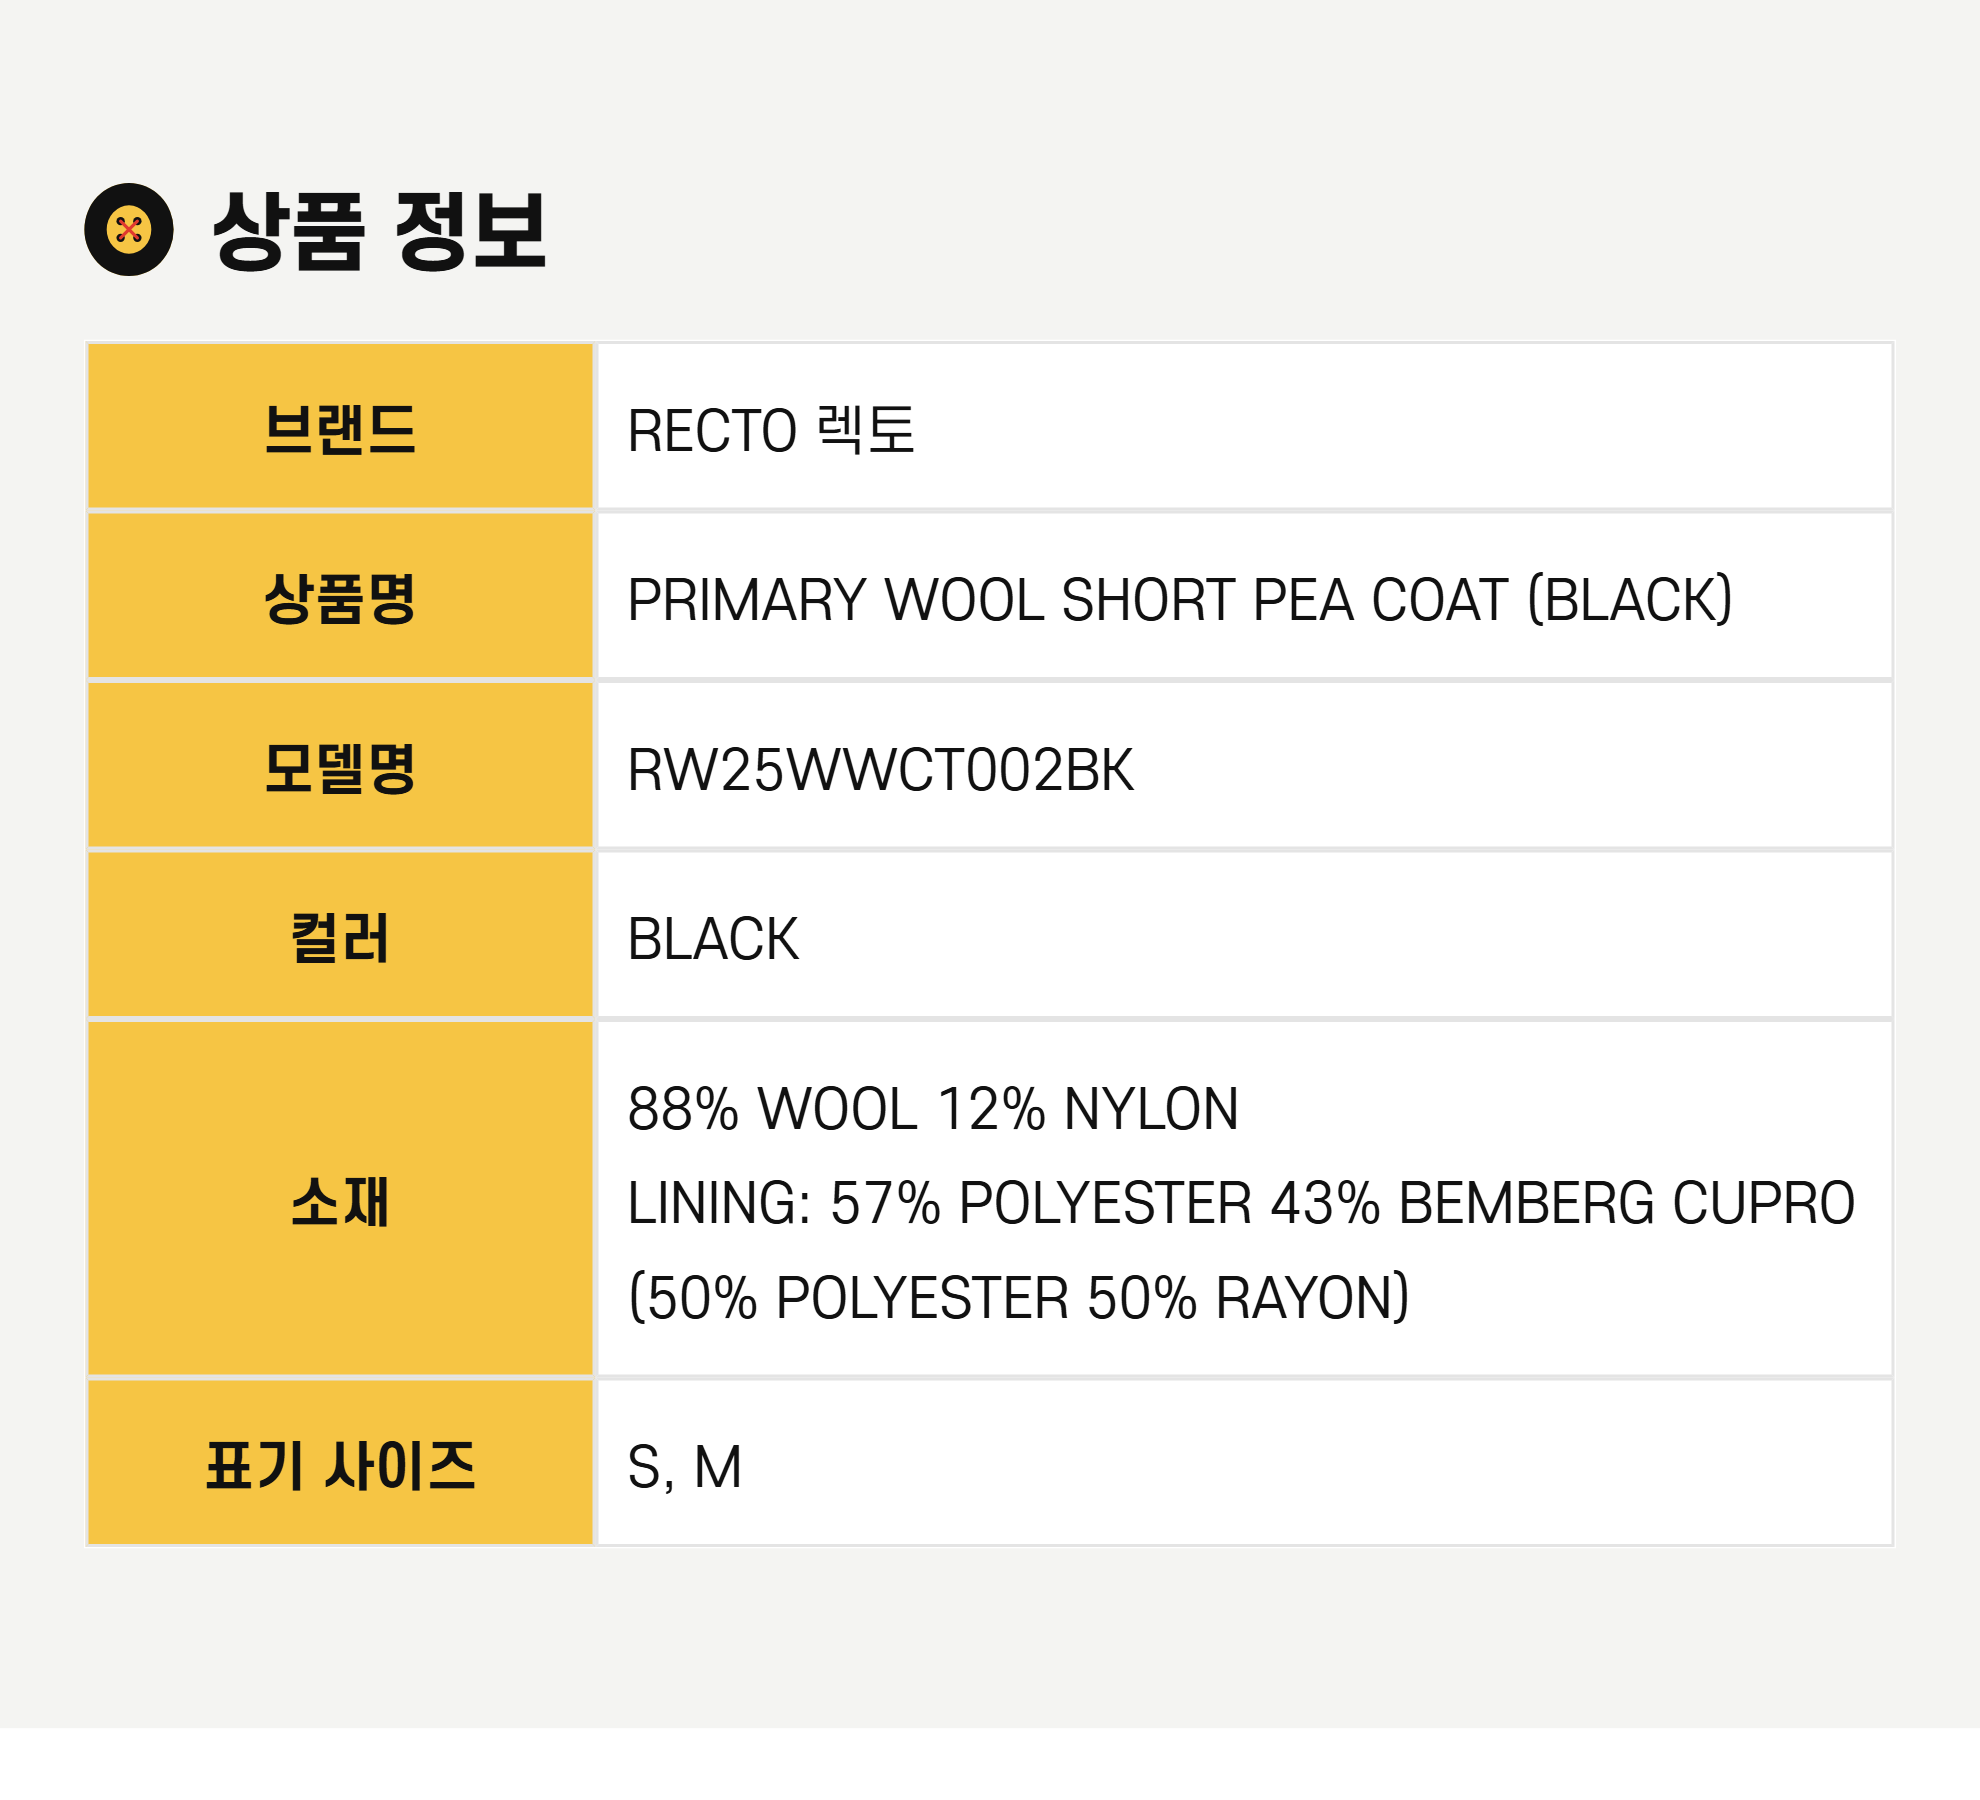 상품 정보
브랜드 RECTO 렉토
상품명 PRIMARY WOOL SHORT PEA COAT (BLACK)
모델명 RW25WWCT002BK
컬러 BLACK
소재 88% WOOL 12% NYLON
LINING: 57% POLYESTER 43% BEMBERG CUPRO
(50% POLYESTER 50% RAYON)
표기 사이즈 S, M